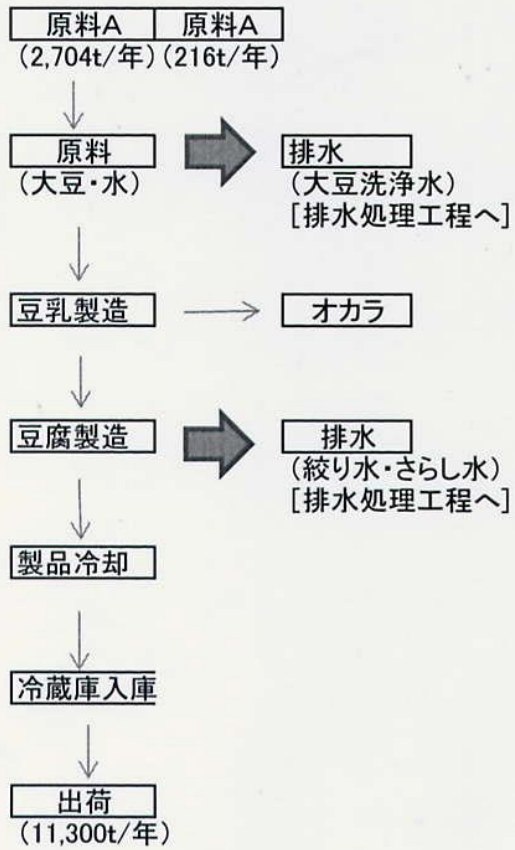 原料A 原料A
(2,704t/年) (216t/年)
原料 排水
(大豆・水) (大豆洗浄水)
[排水処理工程へ]
豆乳製造 オカラ
豆腐製造 排水
(絞り水・さらし水)
[排水処理工程へ]
製品冷却
冷蔵庫入庫
出荷
(11,300t/年)